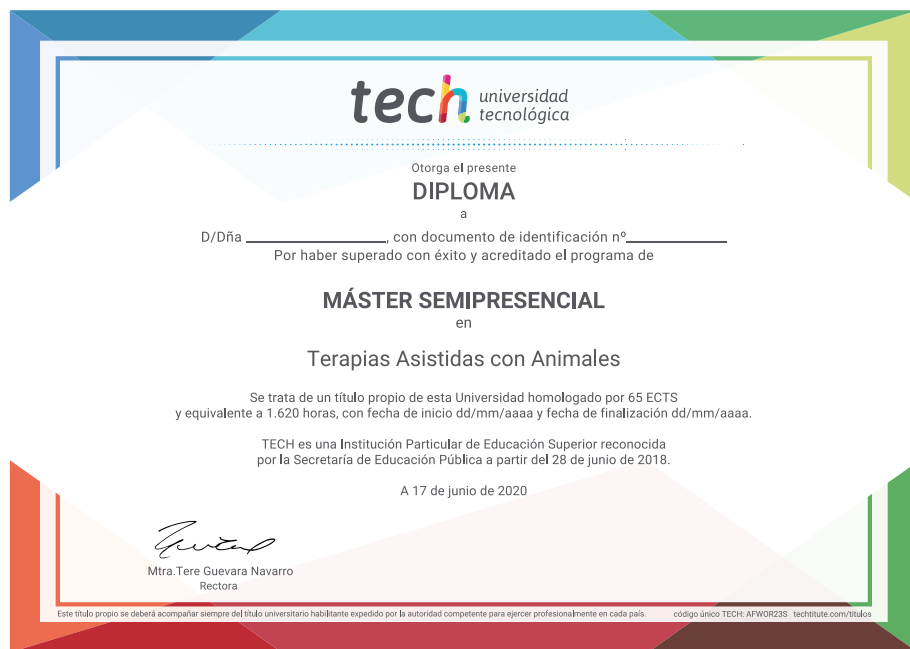 tech universidad
tecnológica
Otorga el presente
DIPLOMA
a
D/Dña ____________________, con documento de identificación nº______________
Por haber superado con éxito y acreditado el programa de
MÁSTER SEMIPRESENCIAL
en
Terapias Asistidas con Animales
Se trata de un título propio de esta Universidad homologado por 65 ECTS
y equivalente a 1.620 horas, con fecha de inicio dd/mm/aaaa y fecha de finalización dd/mm/aaaa.
TECH es una Institución Particular de Educación Superior reconocida
por la Secretaría de Educación Pública a partir del 28 de junio de 2018.
A 17 de junio de 2020
Mtra.Tere Guevara Navarro
Rectora
Este título propio se deberá acompañar siempre del título universitario habilitante expedido por la autoridad competente para ejercer profesionalmente en cada país. código único TECH: AFWOR23S techtitute.com/titulos